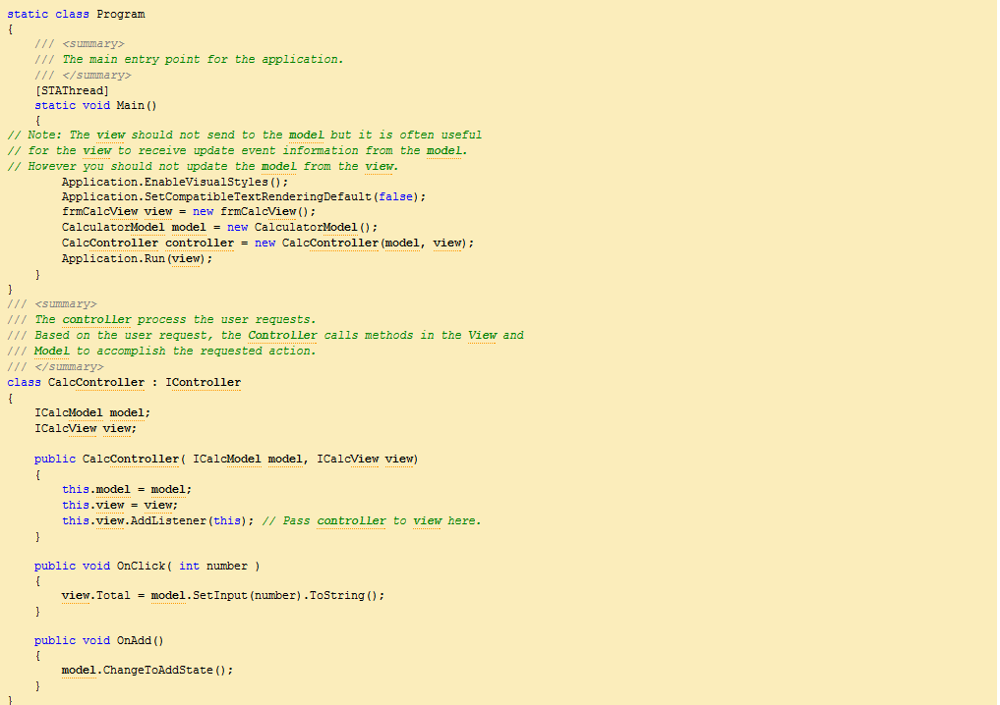 static class Program
{
/// <summary>
/// The main entry point for the application.
/// </summary>
[STAThread]
static void Main()
{
// Note: The view should not send to the model but it is often useful
// for the view to receive update event information from the model.
// However you should not update the model from the view.
Application.EnableVisualStyles();
Application.SetCompatibleTextRenderingDefault(false);
frmCalcView view = new frmCalcView();
CalculatorModel model = new CalculatorModel();
CalcController controller = new CalcController(model, view);
Application.Run(view);
}
}
/// <summary>
/// The controller process the user requests.
/// Based on the user request, the Controller calls methods in the View and
/// Model to accomplish the requested action.
/// </summary>
class CalcController : IController
{
ICalcModel model;
ICalcView view;
public CalcController( ICalcModel model, ICalcView view)
{
this.model = model;
this.view = view;
this.view.AddListener(this); // Pass controller to view here.
}
public void OnClick( int number )
{
view.Total = model.SetInput(number).ToString();
}
public void OnAdd()
{
model.ChangeToAddState();
}
}